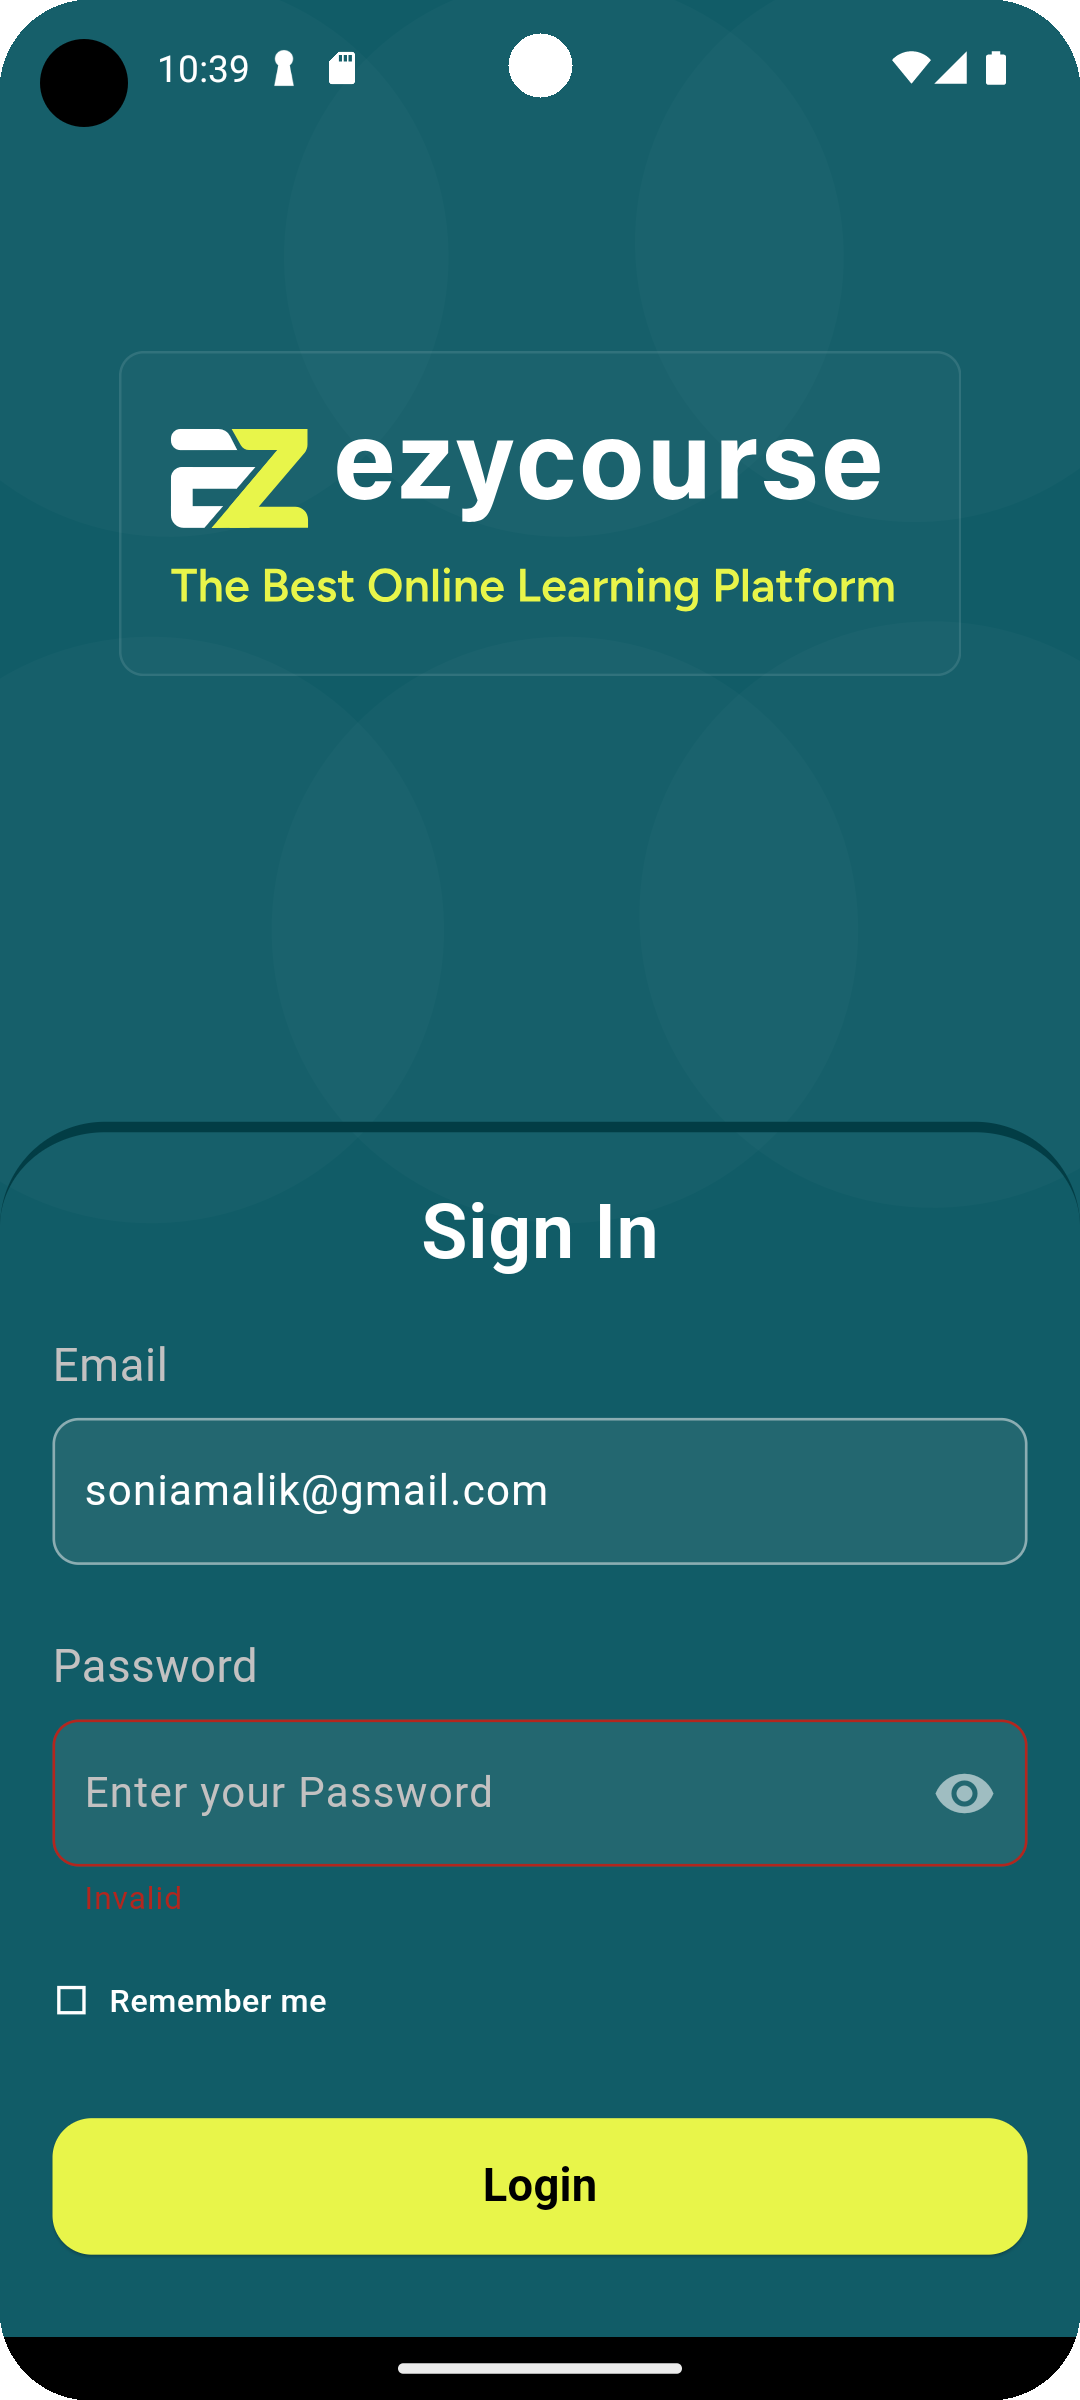 10:39
EZ ezycourse
The Best Online Learning Platform
Sign In
Email
soniamalik@gmail.com
Password
Enter your Password
Invalid
Remember me
Login